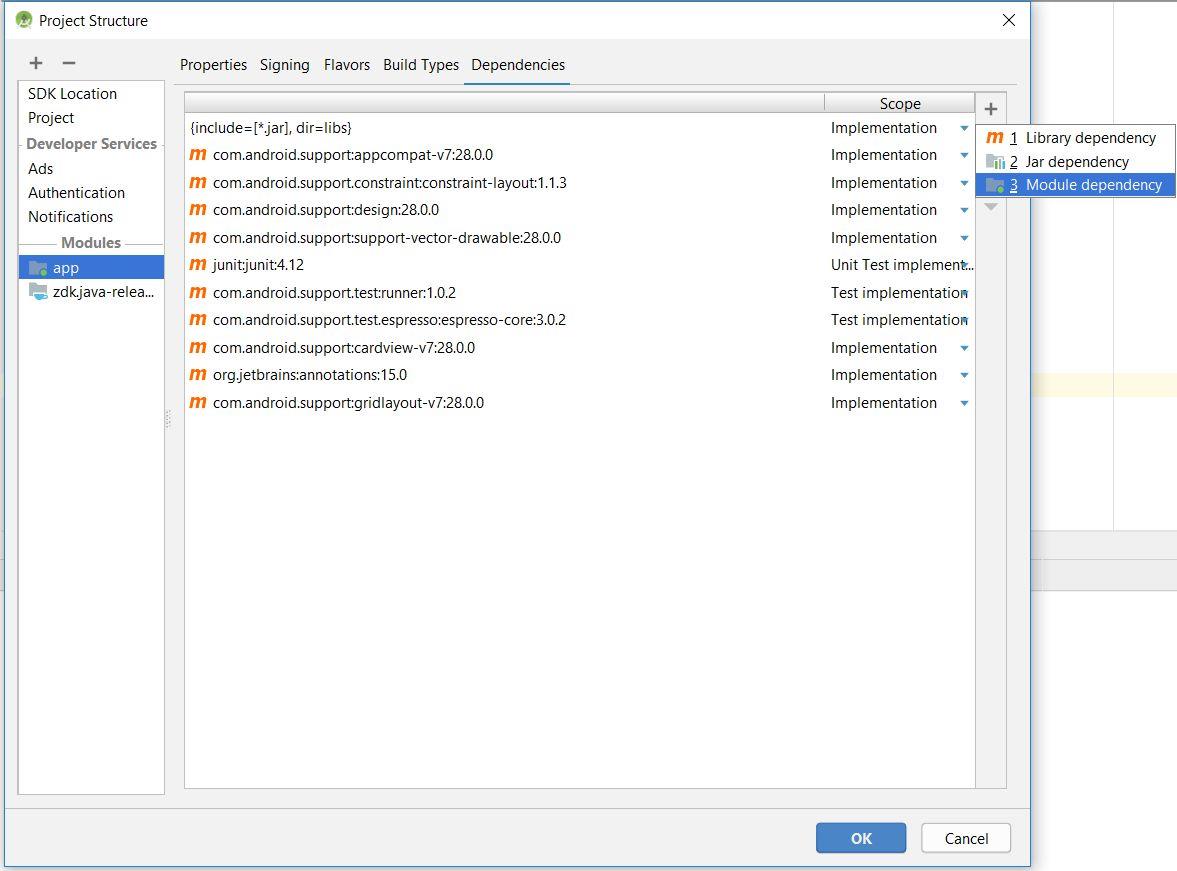 Project Structure
Properties Signing Flavors Build Types Dependencies
SDK Location
Project
Developer Services
Ads
Authentication
Notifications
Modules
app
zdk.java-relea...
Scope
{include=[*.jar], dir=libs} Implementation
m com.android.support:appcompat-v7:28.0.0 Implementation
m com.android.support.constraint:constraint-layout:1.1.3 Implementation
m com.android.support:design:28.0.0 Implementation
m com.android.support:support-vector-drawable:28.0.0 Implementation
m junit:junit:4.12 Unit Test implement...
m com.android.support.test:runner:1.0.2 Test implementation
m com.android.support.test.espresso:espresso-core:3.0.2 Test implementation
m com.android.support:cardview-v7:28.0.0 Implementation
m org.jetbrains:annotations:15.0 Implementation
m com.android.support:gridlayout-v7:28.0.0 Implementation
m 1 Library dependency
2 Jar dependency
3 Module dependency
OK Cancel